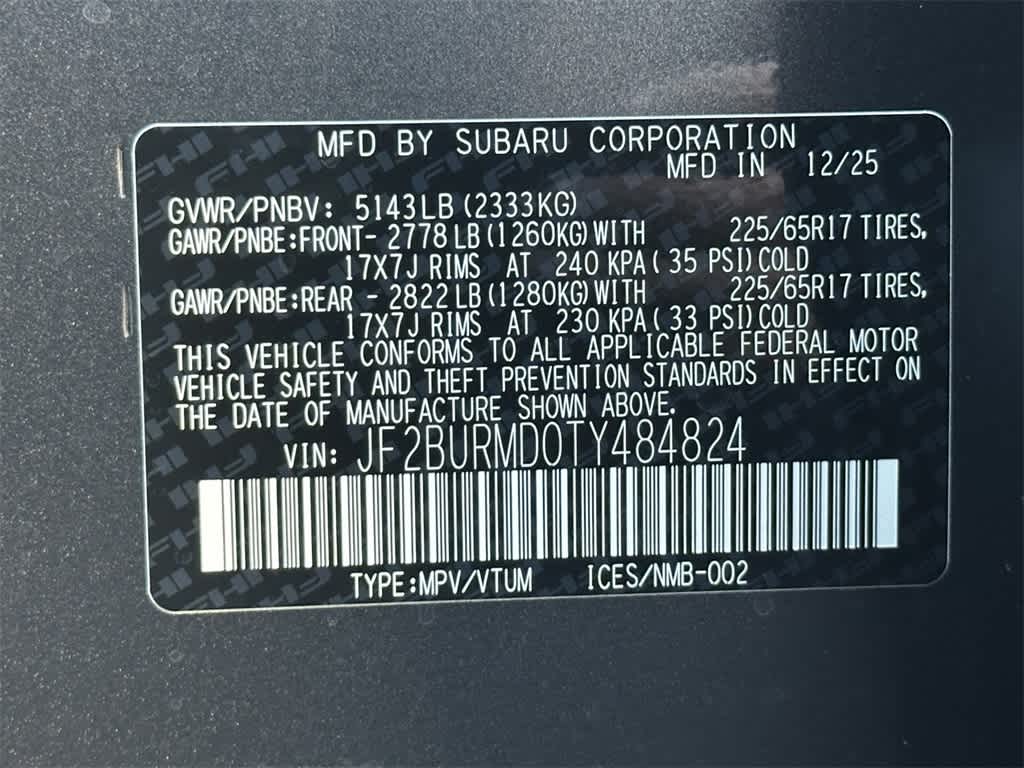 MFD BY SUBARU CORPORATION
MFD IN 12/25
GVWR/PNBV: 5143LB (2333KG)
GAWR/PNBE:FRONT- 2778 LB (1260KG) WITH 225/65R17 TIRES,
17X7J RIMS AT 240 KPA( 35 PSI) COLD
GAWR/PNBE:REAR - 2822 LB (1280KG) WITH 225/65R17 TIRES,
17X7J RIMS AT 230 KPA( 33 PSI) COLD
THIS VEHICLE CONFORMS TO ALL APPLICABLE FEDERAL MOTOR
VEHICLE SAFETY AND THEFT PREVENTION STANDARDS IN EFFECT ON
THE DATE OF MANUFACTURE SHOWN ABOVE.
VIN: JF2BURMD0TY484824
TYPE:MPV/VTUM ICES/NMB-002